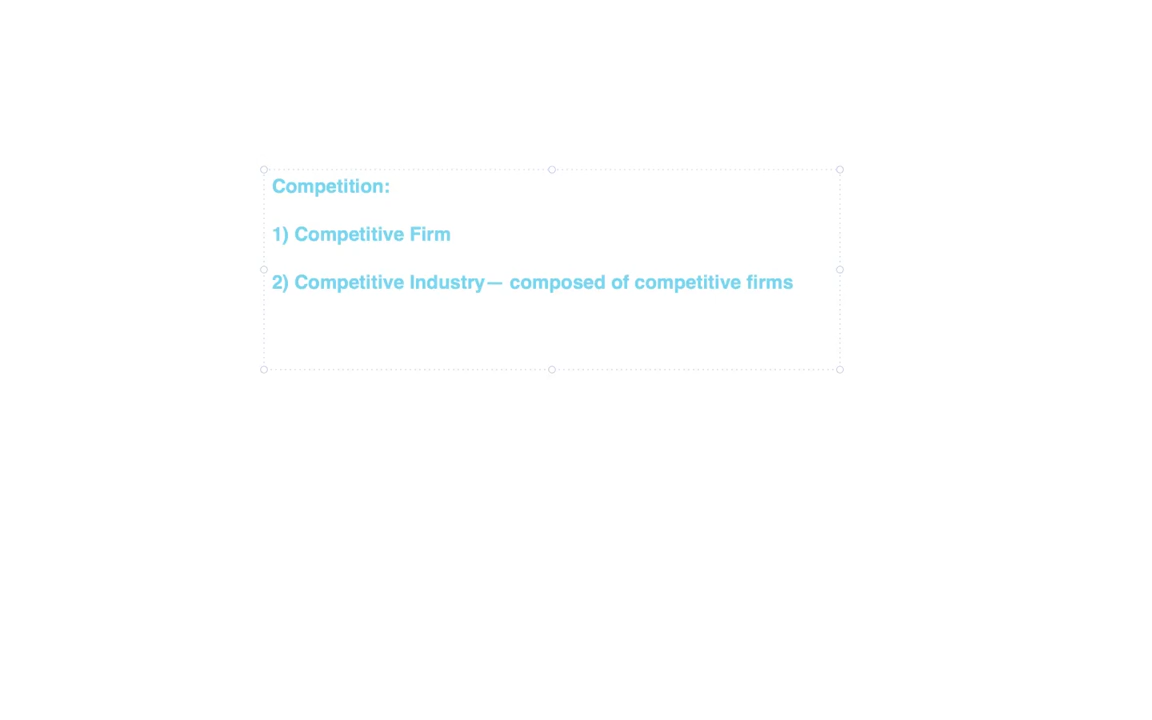 Competition:
1) Competitive Firm
2) Competitive Industry— composed of competitive firms